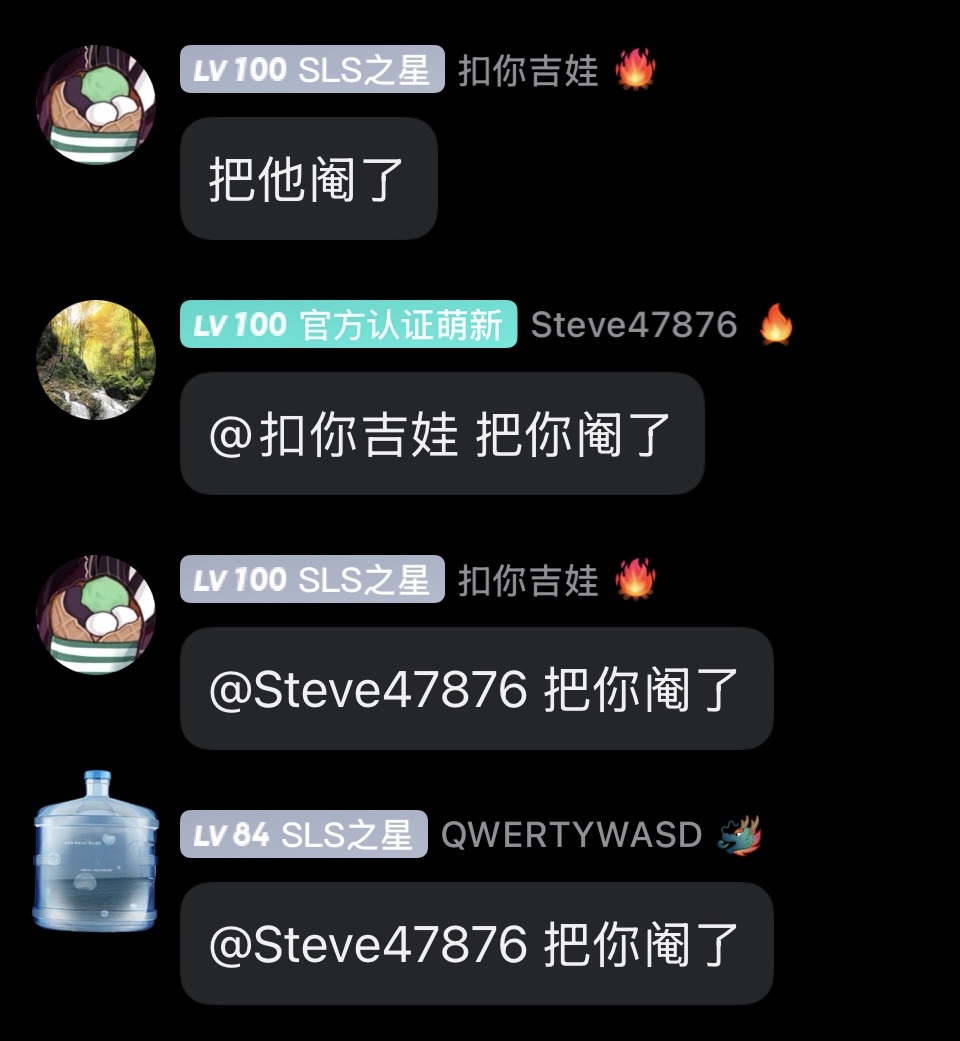 LV 100 SLS之星 扣你吉娃 🔥
把他阉了
LV 100 官方认证萌新 Steve47876 🔥
@扣你吉娃 把你阉了
LV 100 SLS之星 扣你吉娃 🔥
@Steve47876 把你阉了
LV 84 SLS之星 QWERTYWASD
@Steve47876 把你阉了